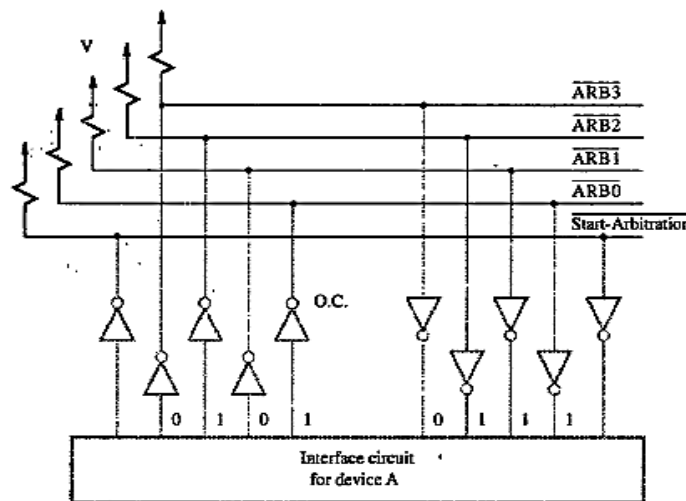 V
ARB3
ARB2
ARB1
ARB0
Start-Arbitration
O.C.
0 1 0 1 0 1 1 1
Interface circuit
for device A